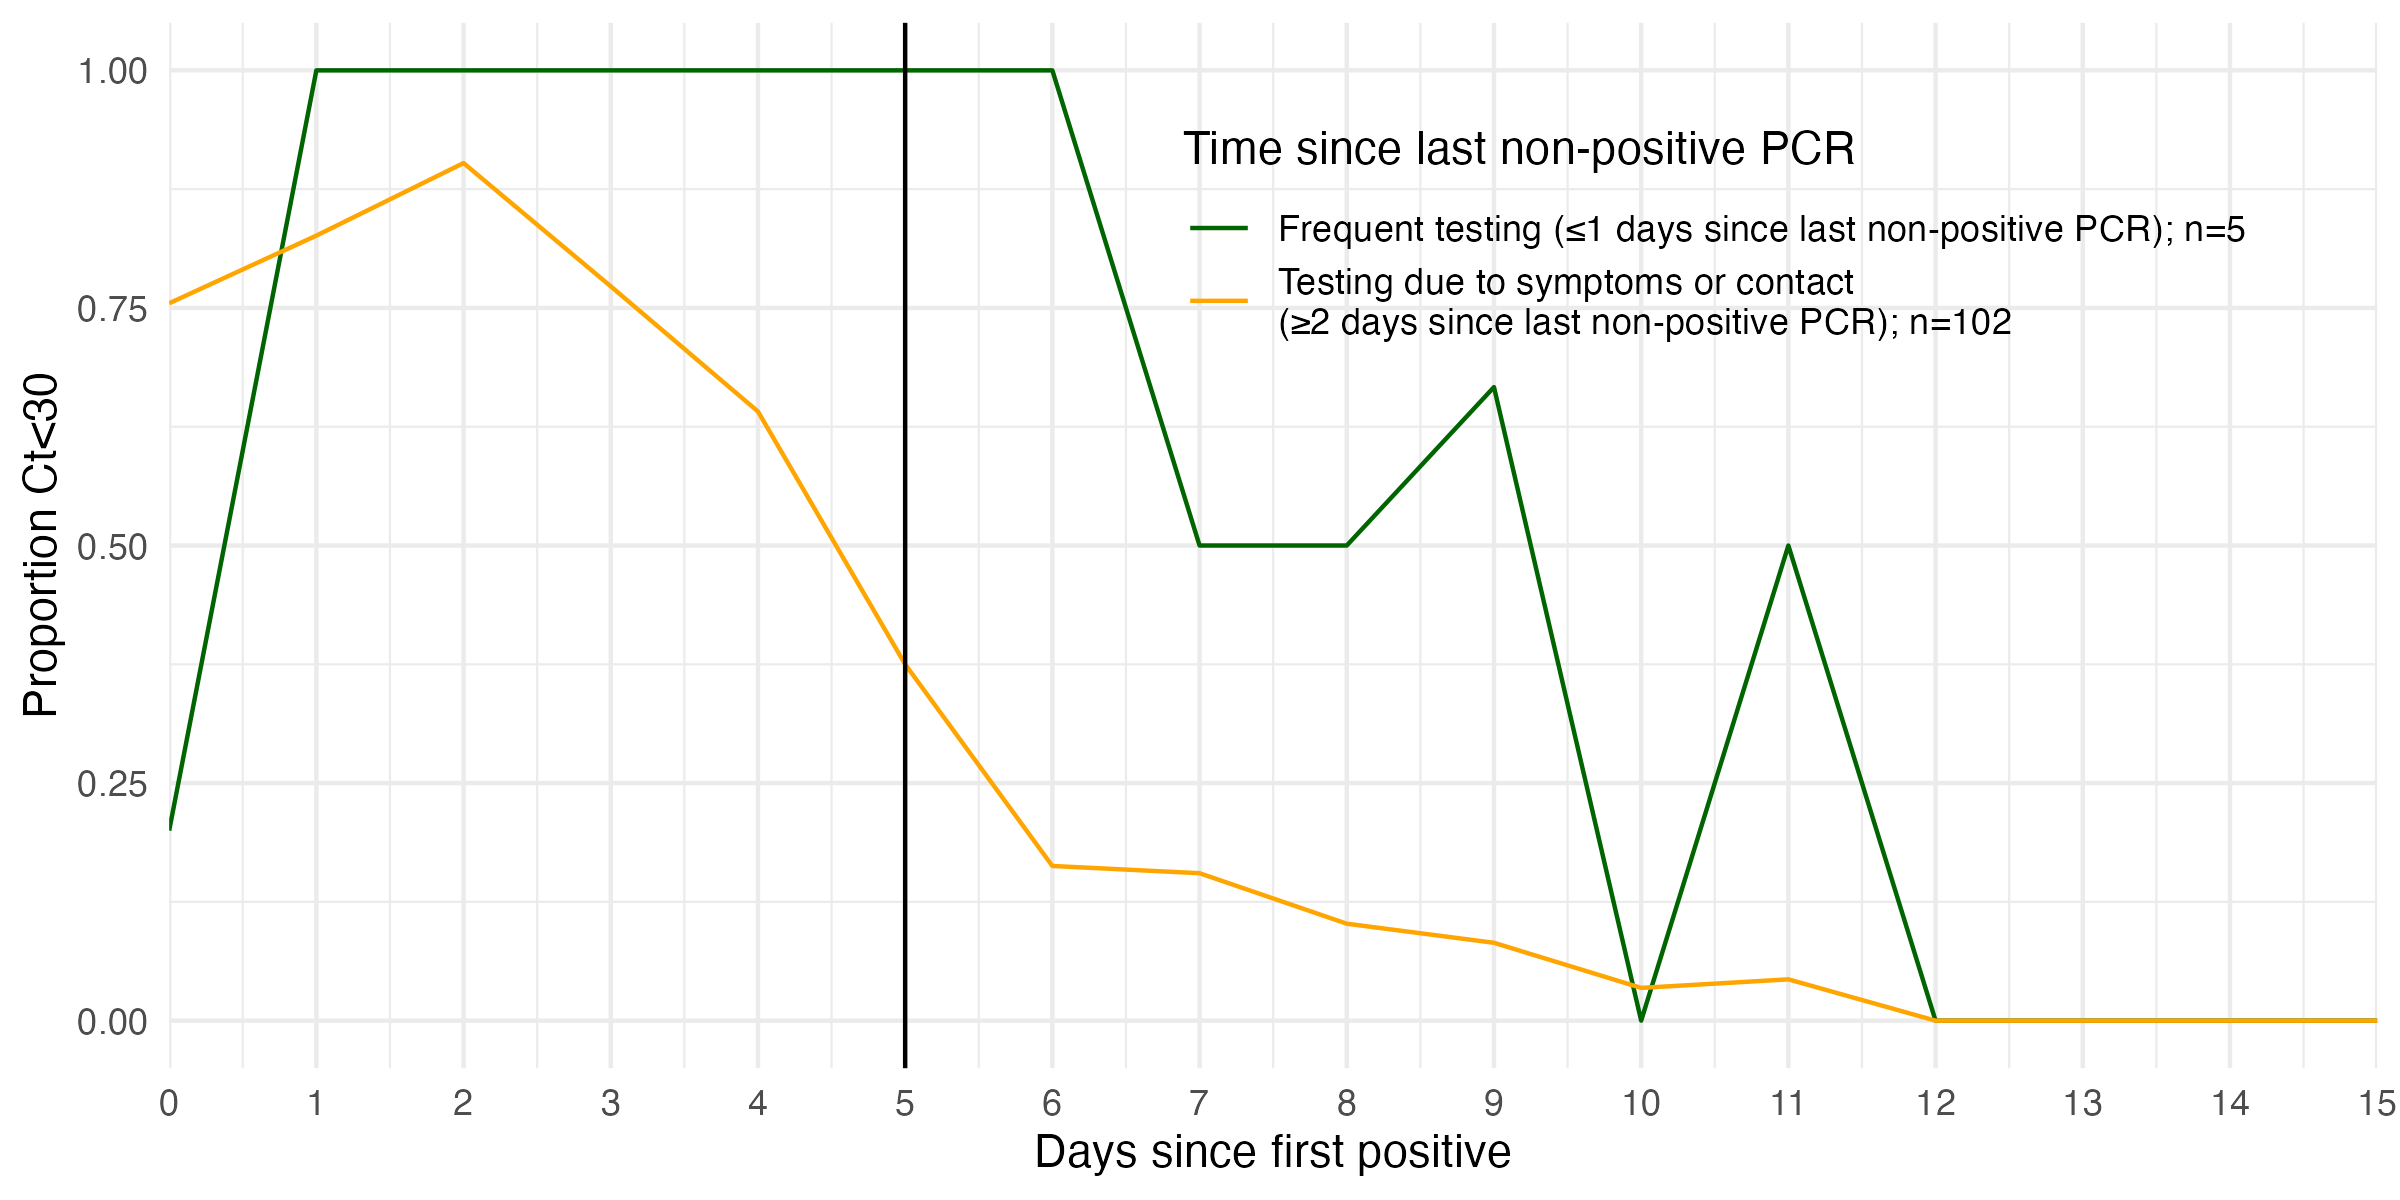 1.00
0.75
0.50
0.25
0.00
Proportion Ct<30
Time since last non-positive PCR
Frequent testing (≤1 days since last non-positive PCR); n=5
Testing due to symptoms or contact
(≥2 days since last non-positive PCR); n=102
0 1 2 3 4 5 6 7 8 9 10 11 12 13 14 15
Days since first positive